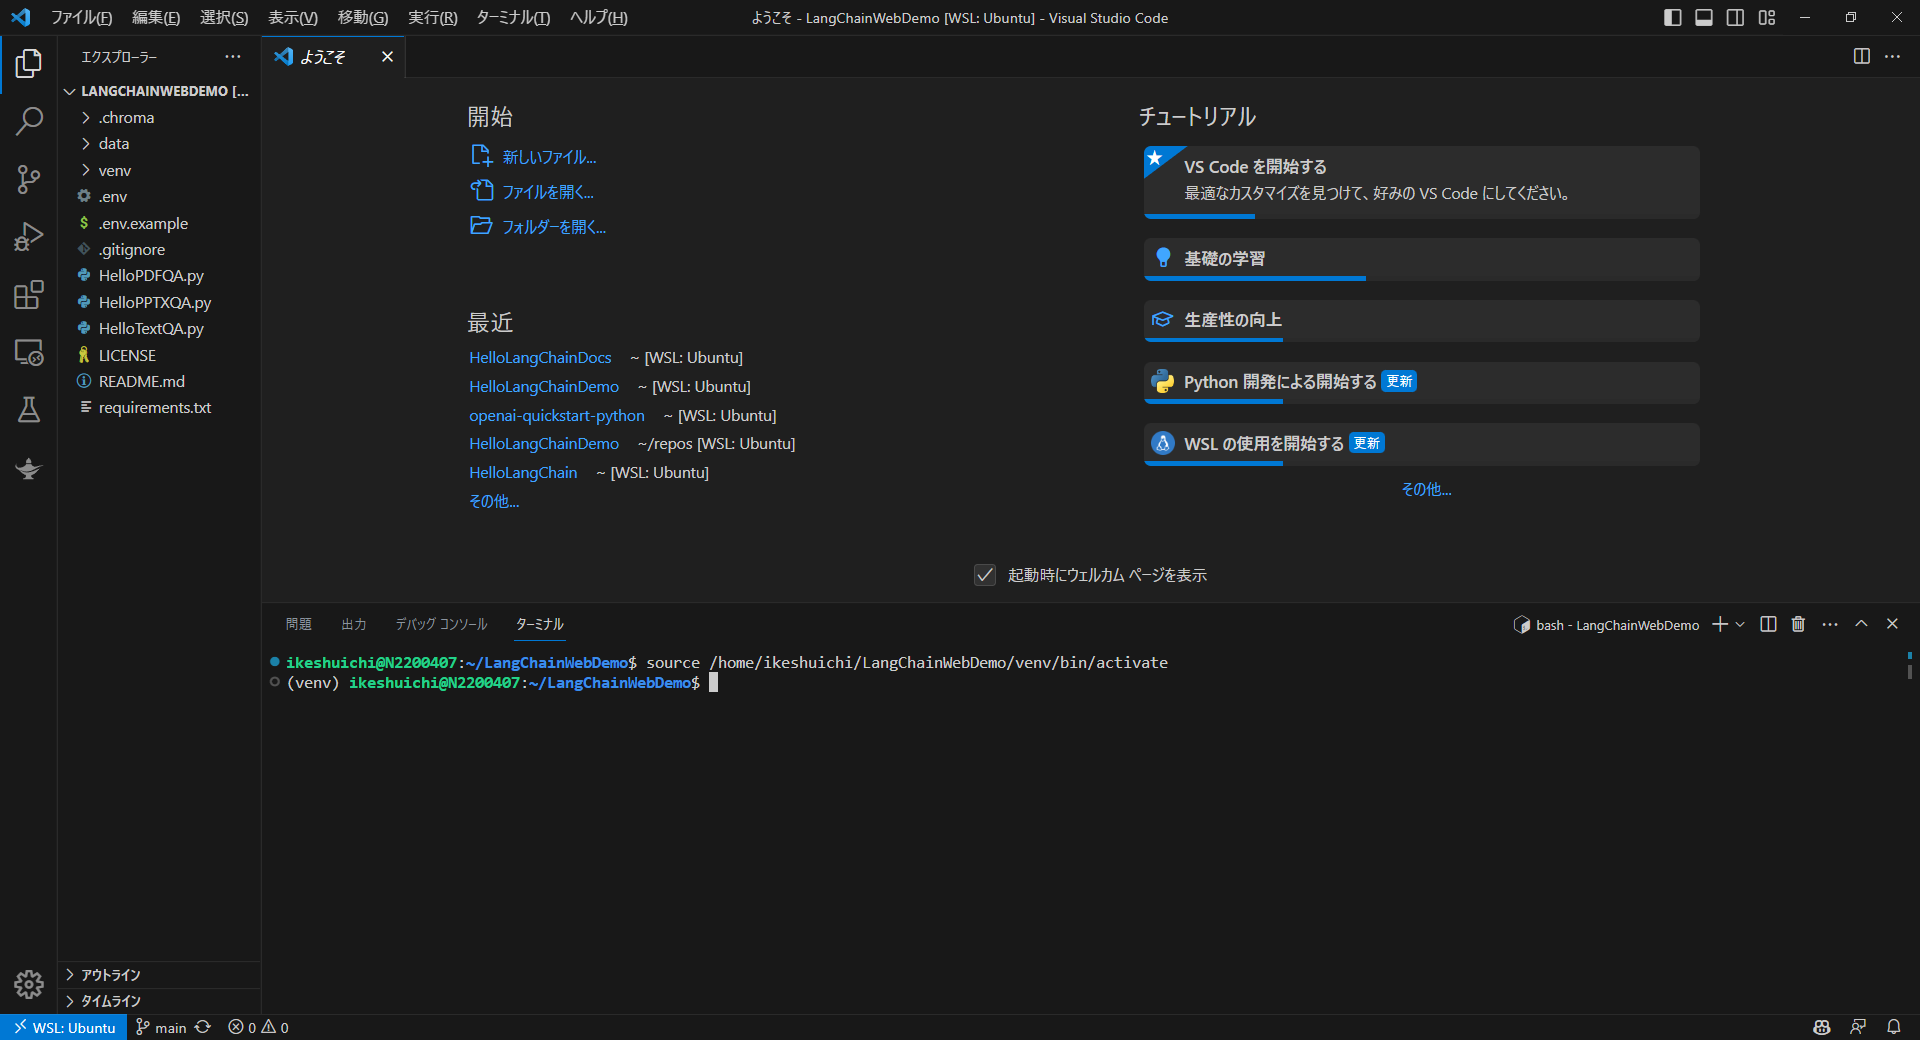 ファイル(F) 編集(E) 選択(S) 表示(V) 移動(G) 実行(R) ターミナル(T) ヘルプ(H)
ようこそ - LangChainWebDemo [WSL: Ubuntu] - Visual Studio Code
エクスプローラー
LANGCHAINWEBDEMO [...
.chroma
data
venv
.env
.env.example
.gitignore
HelloPDFQA.py
HelloPPTXQA.py
HelloTextQA.py
LICENSE
README.md
requirements.txt
アウトライン
タイムライン
ようこそ
開始
新しいファイル...
ファイルを開く...
フォルダーを開く...
最近
HelloLangChainDocs ~ [WSL: Ubuntu]
HelloLangChainDemo ~ [WSL: Ubuntu]
openai-quickstart-python ~ [WSL: Ubuntu]
HelloLangChainDemo ~/repos [WSL: Ubuntu]
HelloLangChain ~ [WSL: Ubuntu]
その他...
チュートリアル
VS Code を開始する
最適なカスタマイズを見つけて、好みの VS Code にしてください。
基礎の学習
生産性の向上
Python 開発による開始する 更新
WSL の使用を開始する 更新
その他...
起動時にウェルカム ページを表示
問題 出力 デバッグ コンソール ターミナル
bash - LangChainWebDemo
ikeshuichi@N2200407:~/LangChainWebDemo$ source /home/ikeshuichi/LangChainWebDemo/venv/bin/activate
(venv) ikeshuichi@N2200407:~/LangChainWebDemo$
WSL: Ubuntu main 0 0